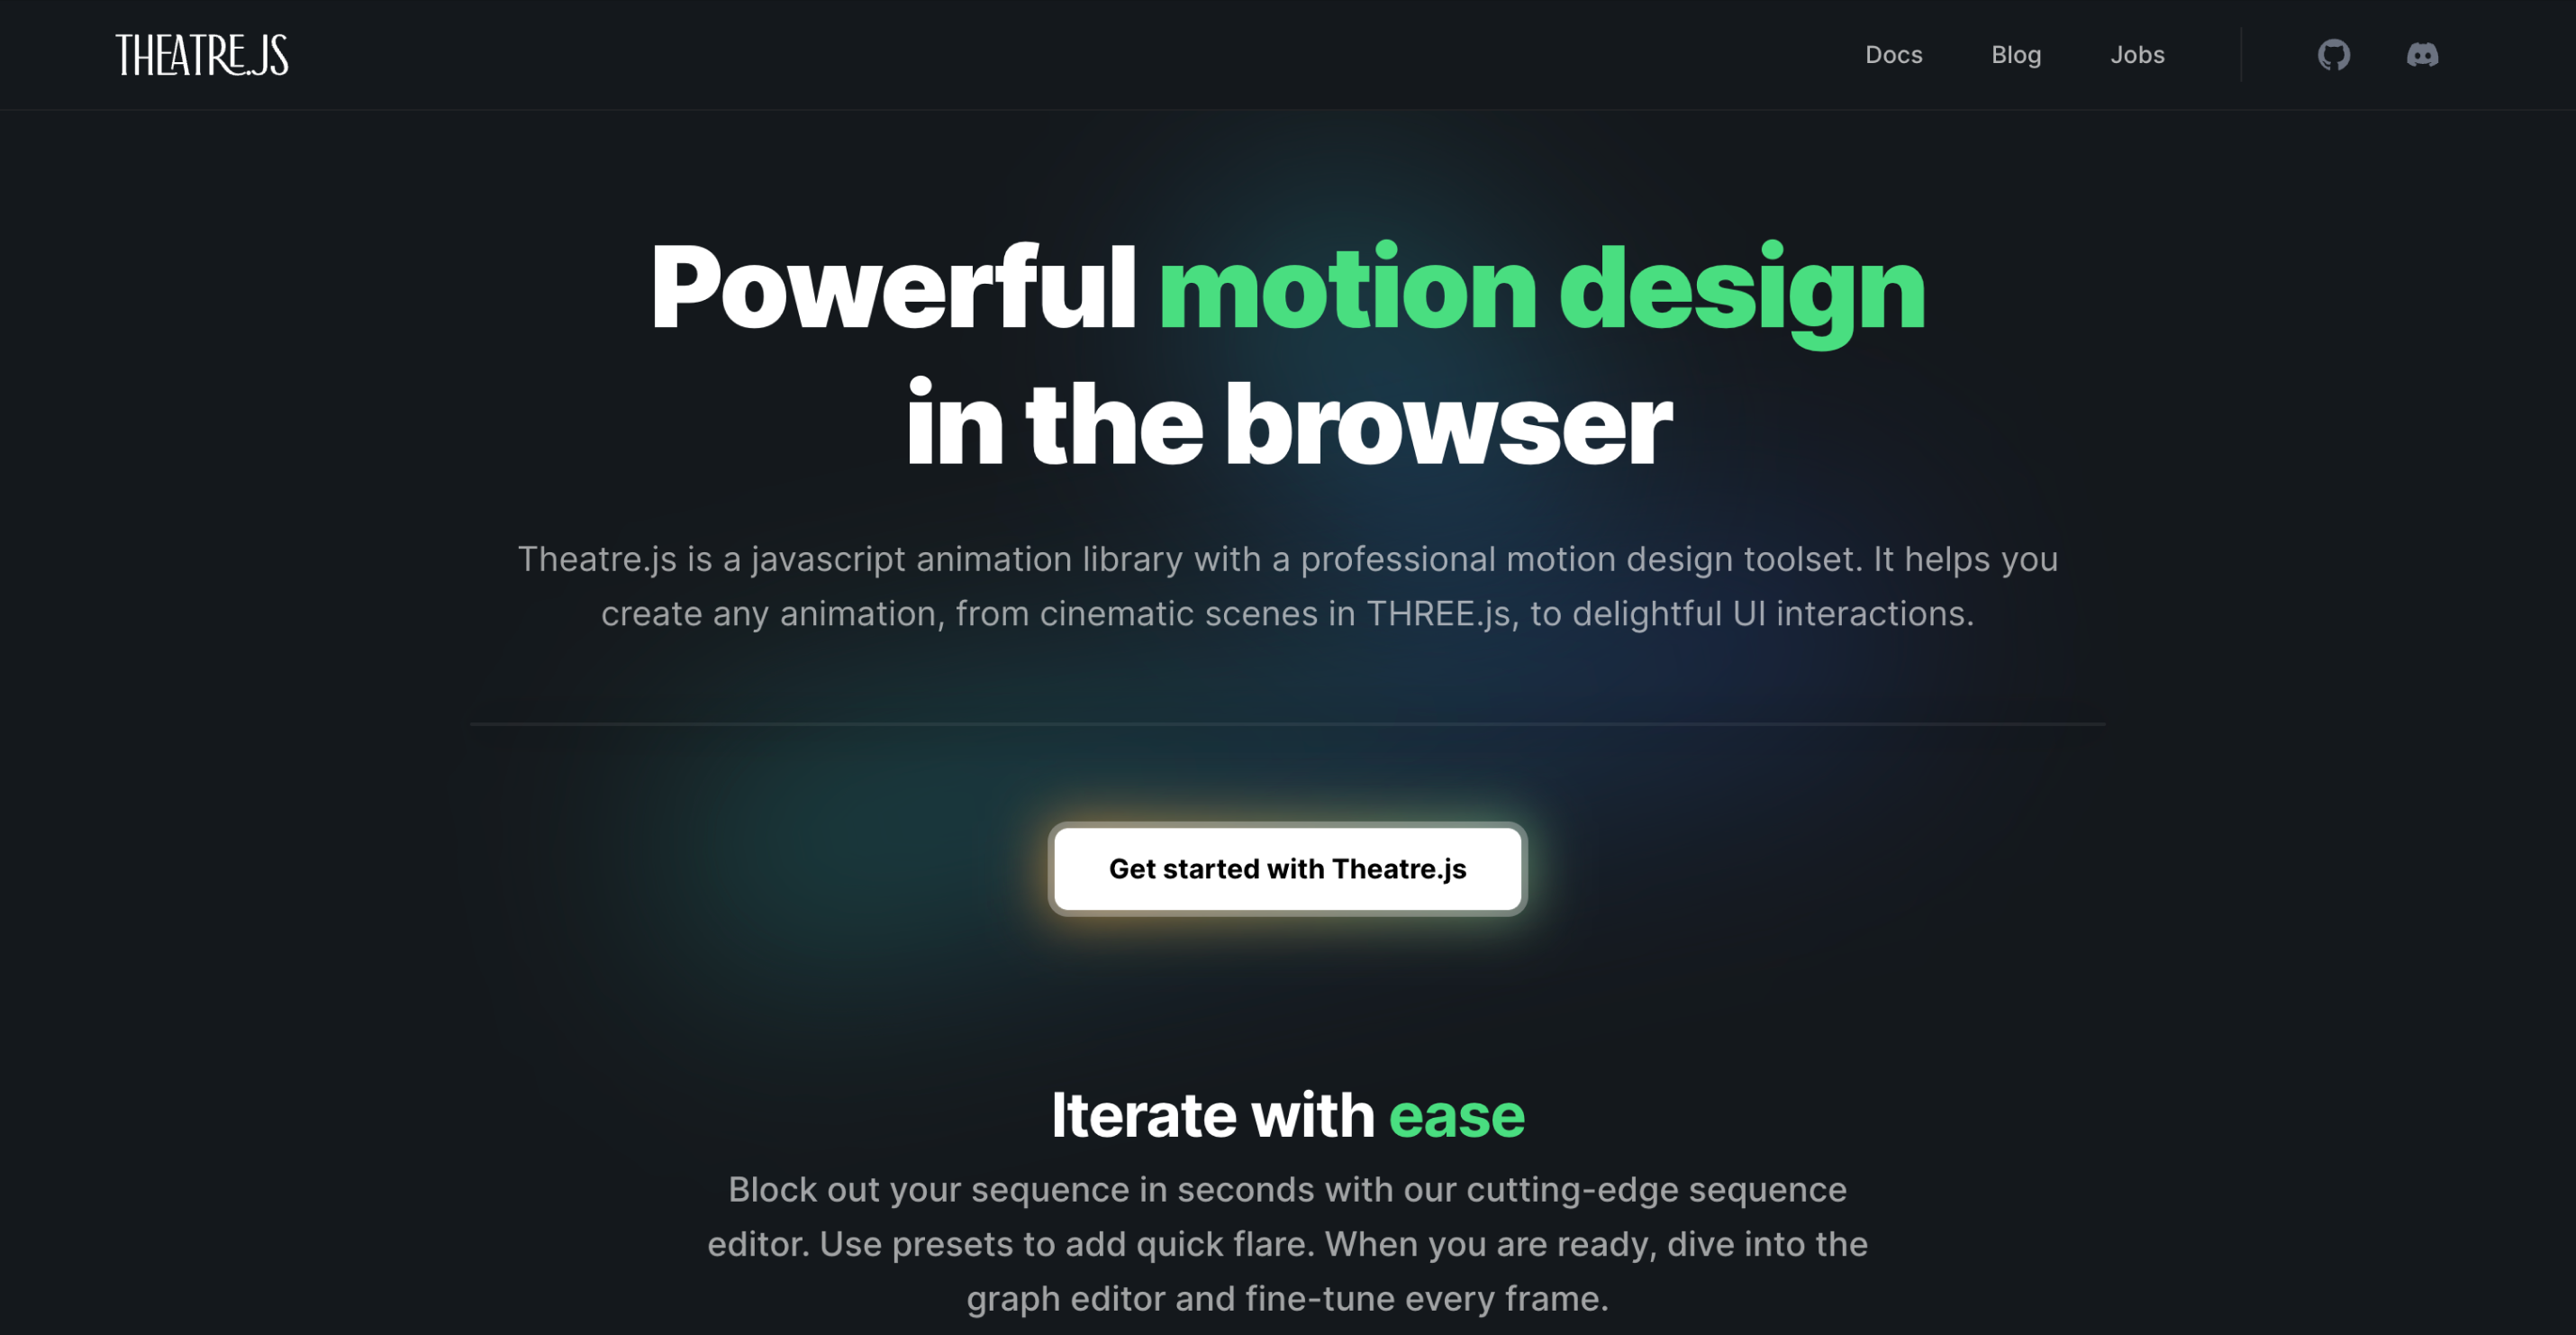 THEATRE.JS
Docs
Blog
Jobs
Powerful motion design
in the browser
Theatre.js is a javascript animation library with a professional motion design toolset. It helps you
create any animation, from cinematic scenes in THREE.js, to delightful UI interactions.
Get started with Theatre.js
Iterate with ease
Block out your sequence in seconds with our cutting-edge sequence
editor. Use presets to add quick flare. When you are ready, dive into the
graph editor and fine-tune every frame.